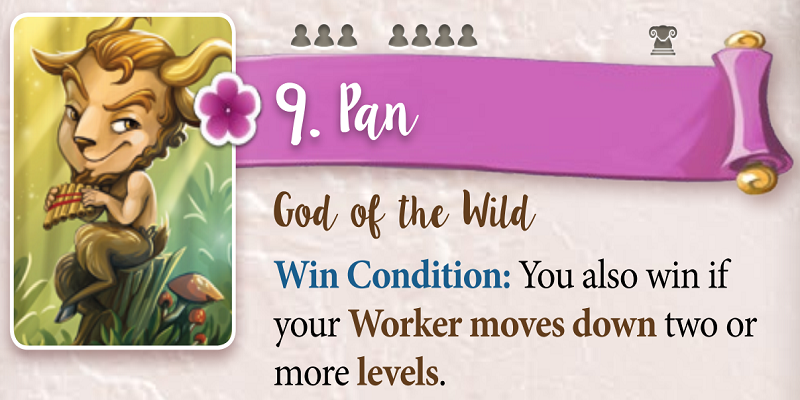 9. Pan
God of the Wild
Win Condition: You also win if
your Worker moves down two or
more levels.